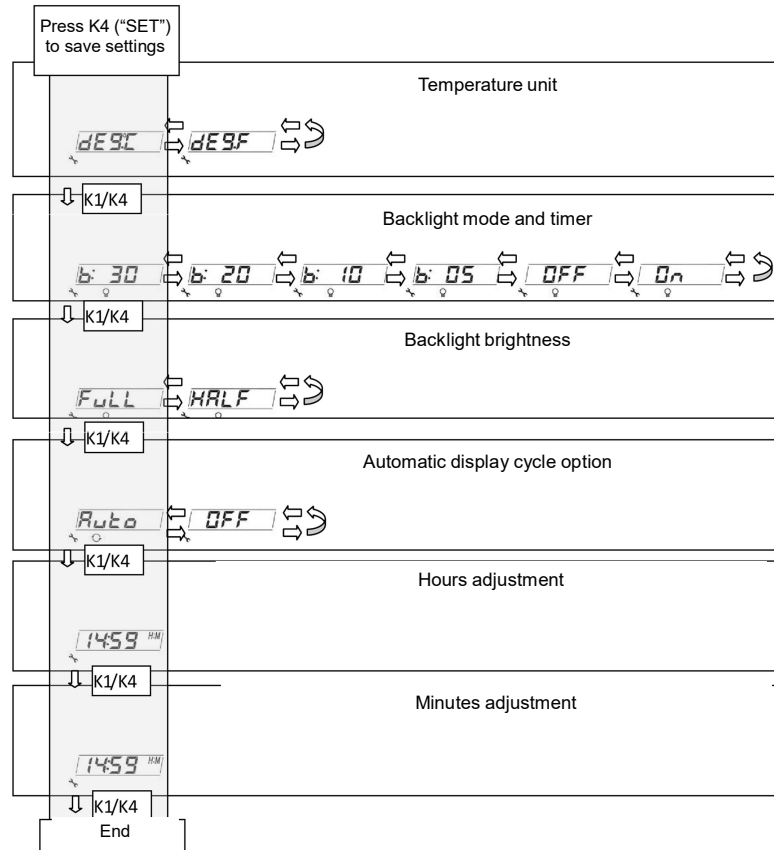 Press K4 (“SET”)
to save settings
Temperature unit
dEG°C dEG.F
K1/K4
Backlight mode and timer
b: 30 b: 20 b: 10 b: 05 OFF On
K1/K4
Backlight brightness
FuLL HALF
K1/K4
Automatic display cycle option
Auto OFF
K1/K4
Hours adjustment
14:59 H:M
K1/K4
Minutes adjustment
14:59 H:M
K1/K4
End